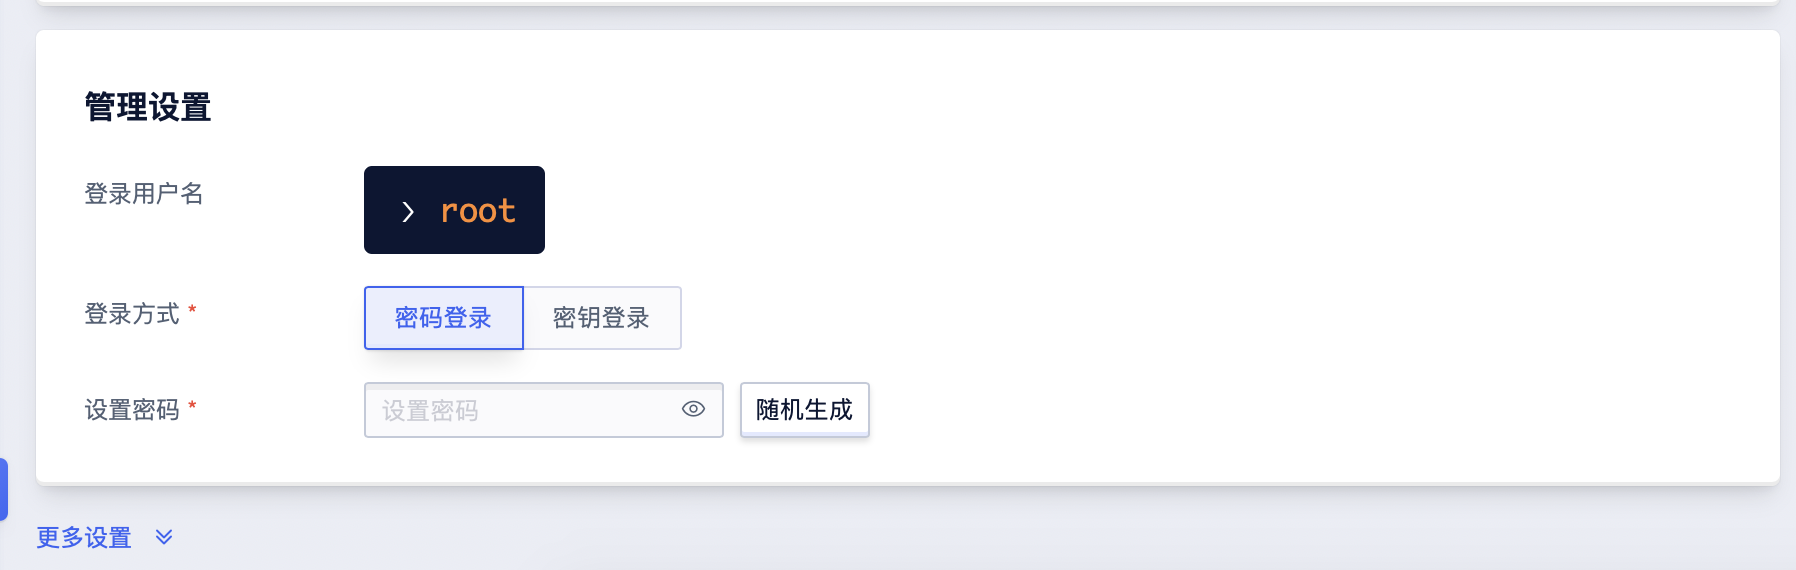 管理设置
登录用户名
> root
登录方式 *
密码登录 密钥登录
设置密码 *
设置密码
随机生成
更多设置